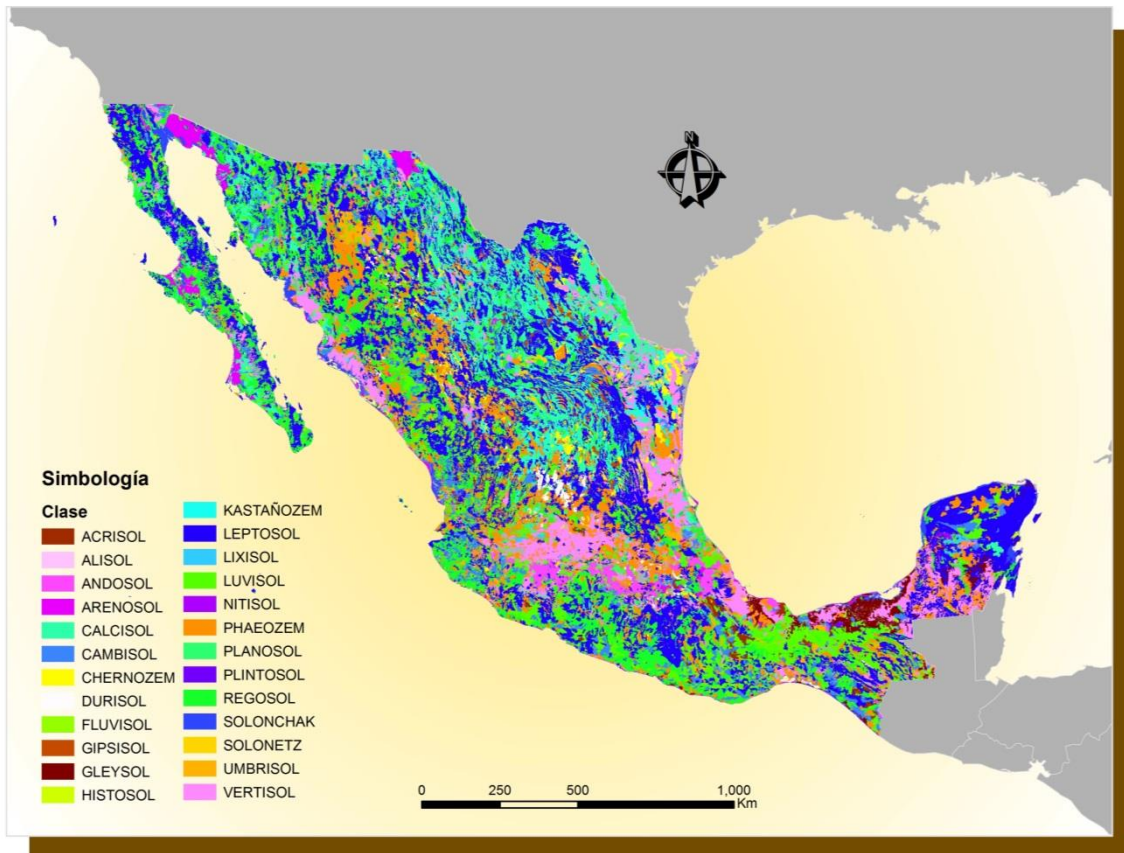 N
Simbología
Clase
ACRISOL
ALISOL
ANDOSOL
ARENOSOL
CALCISOL
CAMBISOL
CHERNOZEM
DURISOL
FLUVISOL
GIPSISOL
GLEYSOL
HISTOSOL
KASTAÑOZEM
LEPTOSOL
LIXISOL
LUVISOL
NITISOL
PHAEOZEM
PLANOSOL
PLINTOSOL
REGOSOL
SOLONCHAK
SOLONETZ
UMBRISOL
VERTISOL
0 250 500 1,000
Km